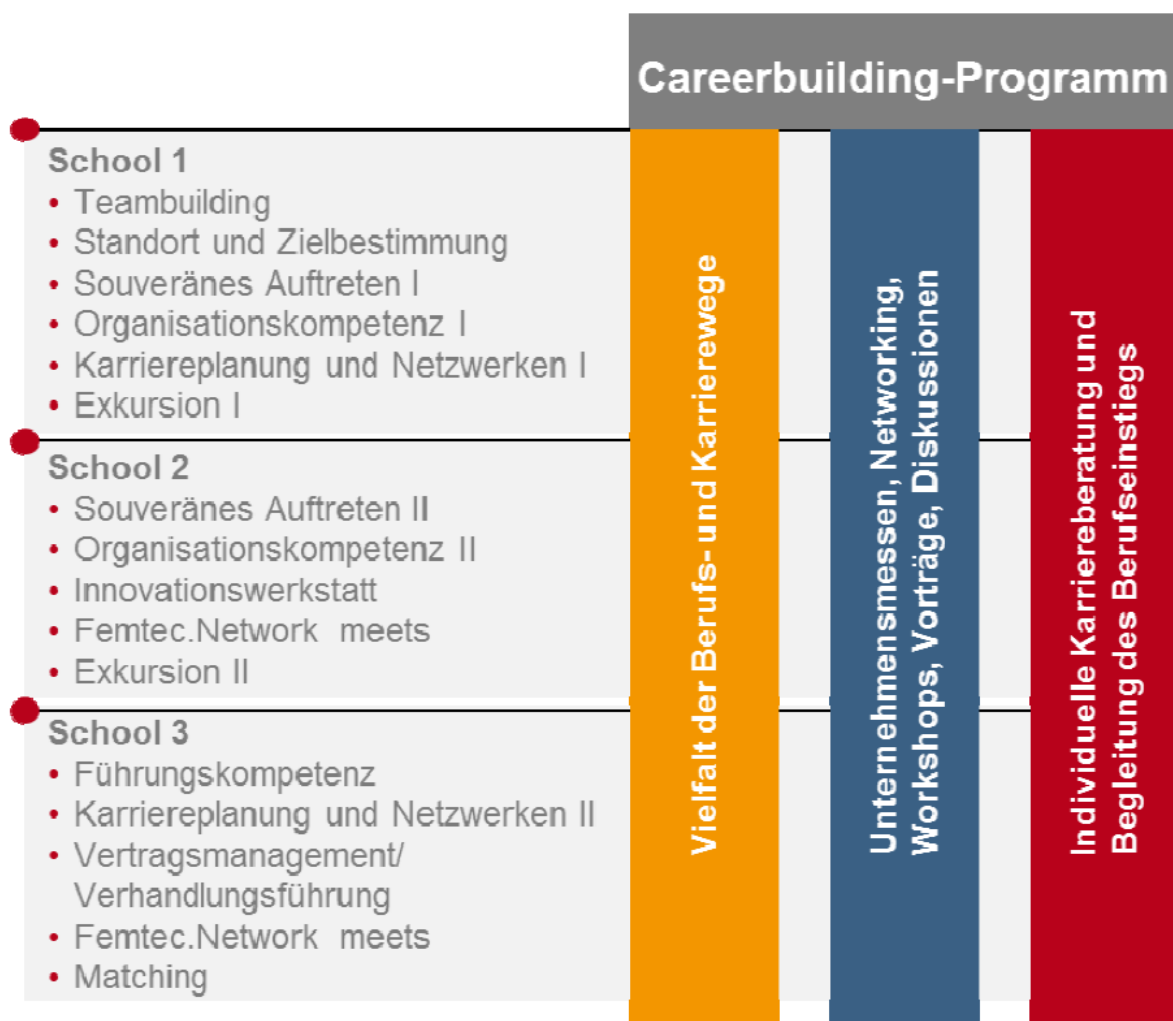 Careerbuilding-Programm
School 1
• Teambuilding
• Standort und Zielbestimmung
• Souveränes Auftreten I
• Organisationskompetenz I
• Karriereplanung und Netzwerken I
• Exkursion I
School 2
• Souveränes Auftreten II
• Organisationskompetenz II
• Innovationswerkstatt
• Femtec.Network meets
• Exkursion II
School 3
• Führungskompetenz
• Karriereplanung und Netzwerken II
• Vertragsmanagement/
Verhandlungsführung
• Femtec.Network meets
• Matching
Vielfalt der Berufs- und Karrierewege
Unternehmensmessen, Networking,
Workshops, Vorträge, Diskussionen
Individuelle Karriereberatung und
Begleitung des Berufseinstiegs